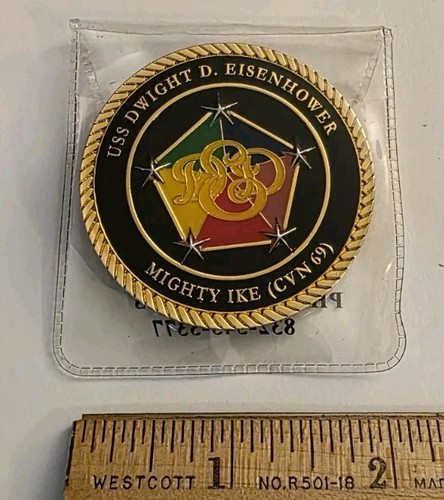 USS DWIGHT D. EISENHOWER
MIGHTY IKE (CVN 69)
1 2
WESTCOTT NO.R501-18